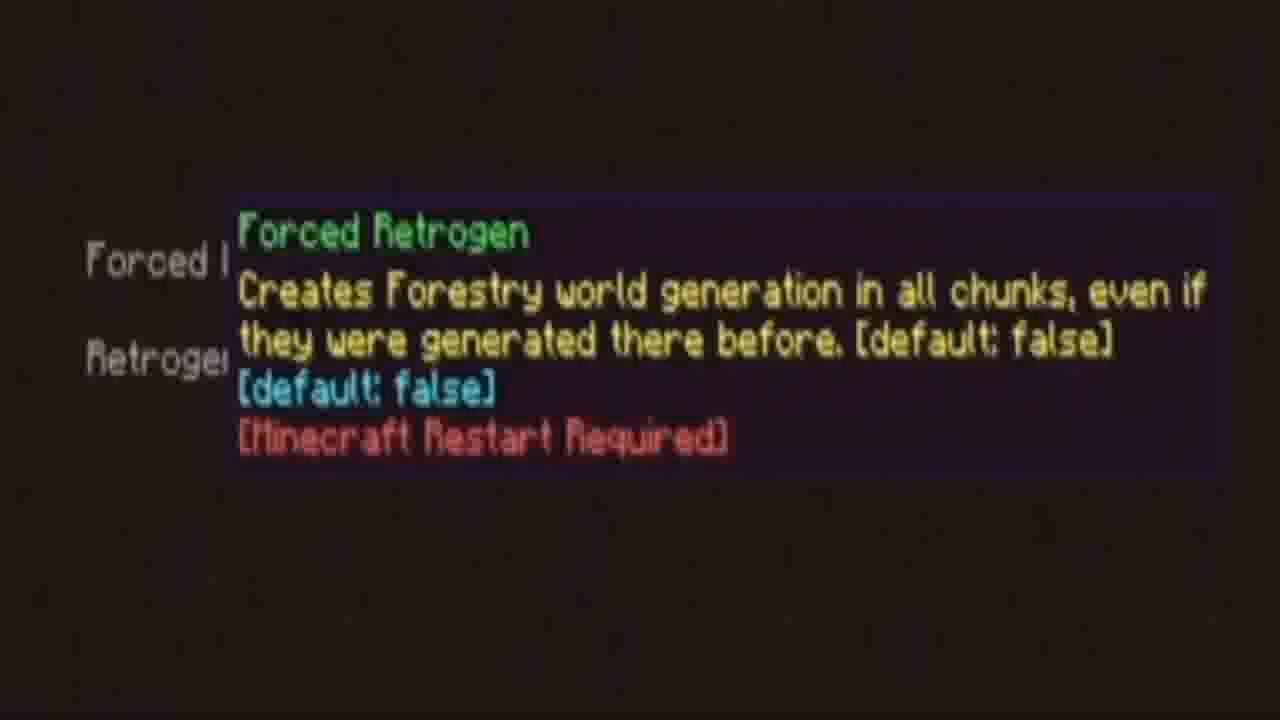 Forced Retrogen
Forced
Creates Forestry world generation in all chunks, even if
they were generated there before. [default: false]
Retrogen
[default: false]
[Minecraft Restart Required]